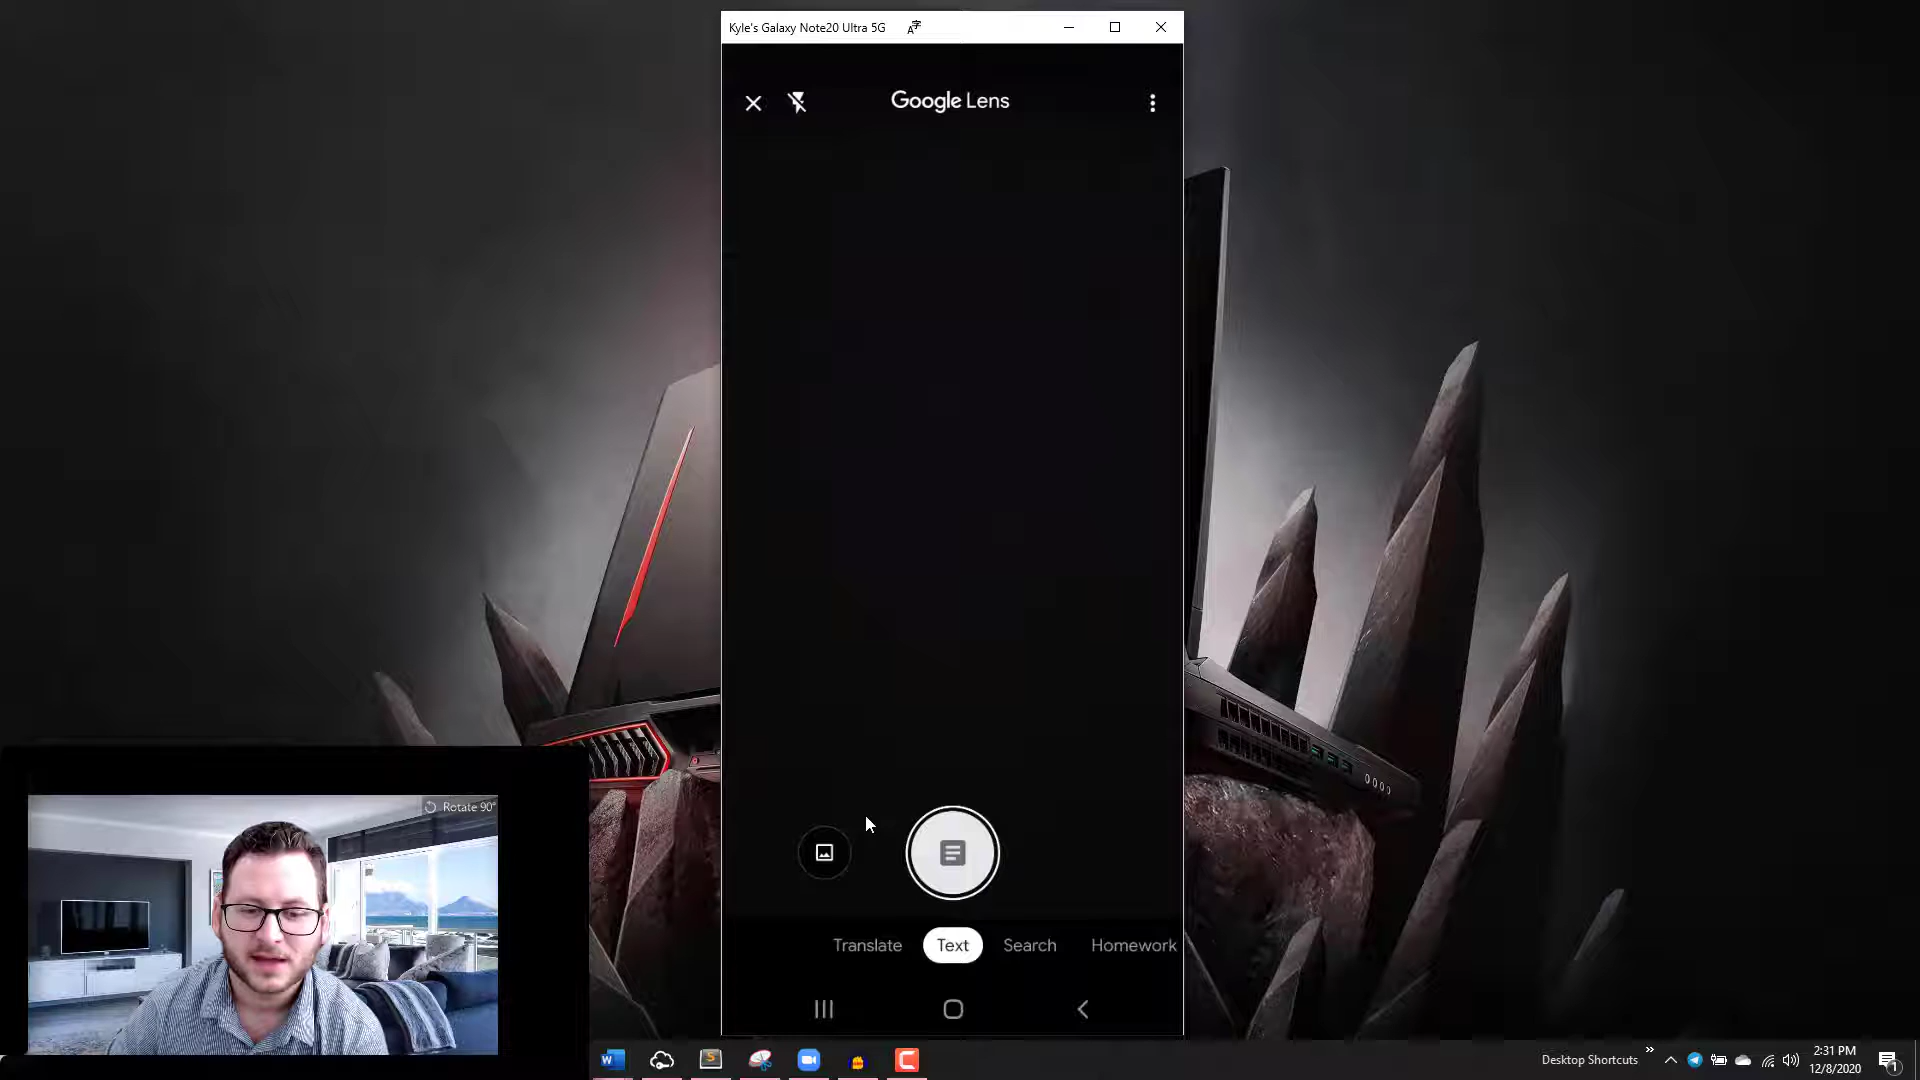 Kyle's Galaxy Note20 Ultra 5G
Google Lens
Rotate 90°
Translate Text Search Homework
Desktop Shortcuts
2:31 PM
12/8/2020